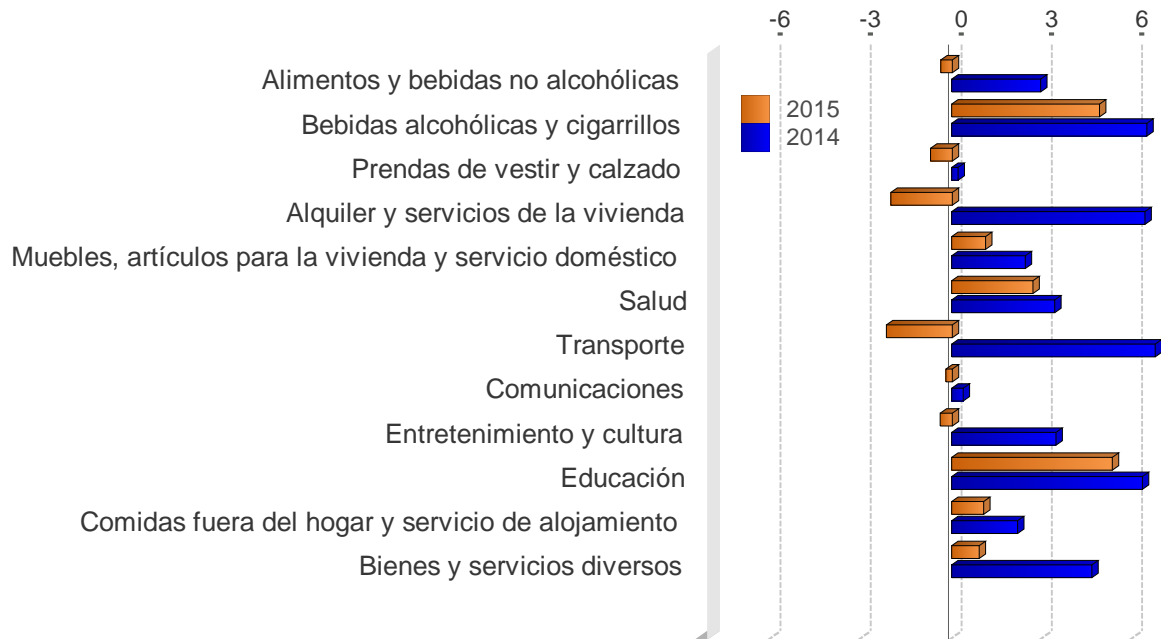 -6 -3 0 3 6
Alimentos y bebidas no alcohólicas
2015
Bebidas alcohólicas y cigarrillos
2014
Prendas de vestir y calzado
Alquiler y servicios de la vivienda
Muebles, artículos para la vivienda y servicio doméstico
Salud
Transporte
Comunicaciones
Entretenimiento y cultura
Educación
Comidas fuera del hogar y servicio de alojamiento
Bienes y servicios diversos